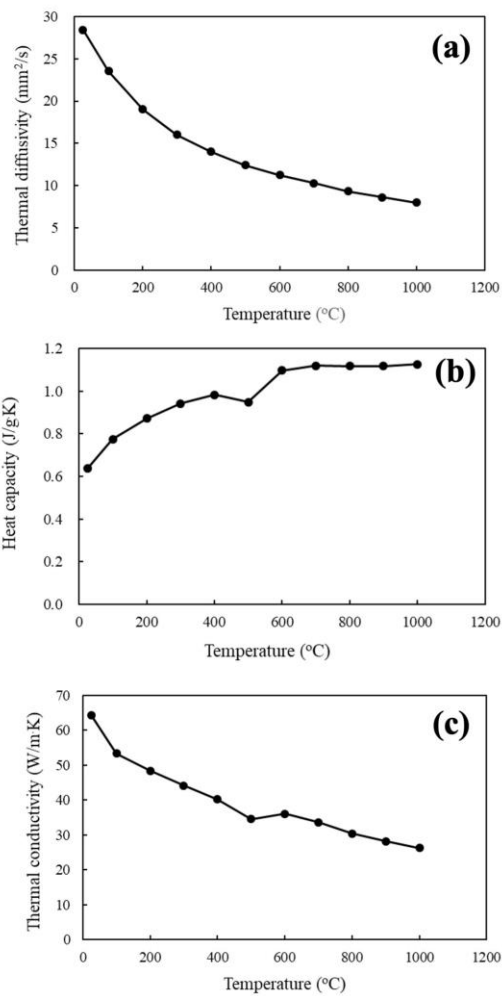 (a)
Thermal diffusivity (mm²/s)
30
25
20
15
10
5
0
0 200 400 600 800 1000 1200
Temperature (°C)
(b)
Heat capacity (J/g·K)
1.2
1.0
0.8
0.6
0.4
0.2
0.0
0 200 400 600 800 1000 1200
Temperature (°C)
(c)
Thermal conductivity (W/m·K)
70
60
50
40
30
20
10
0
0 200 400 600 800 1000 1200
Temperature (°C)